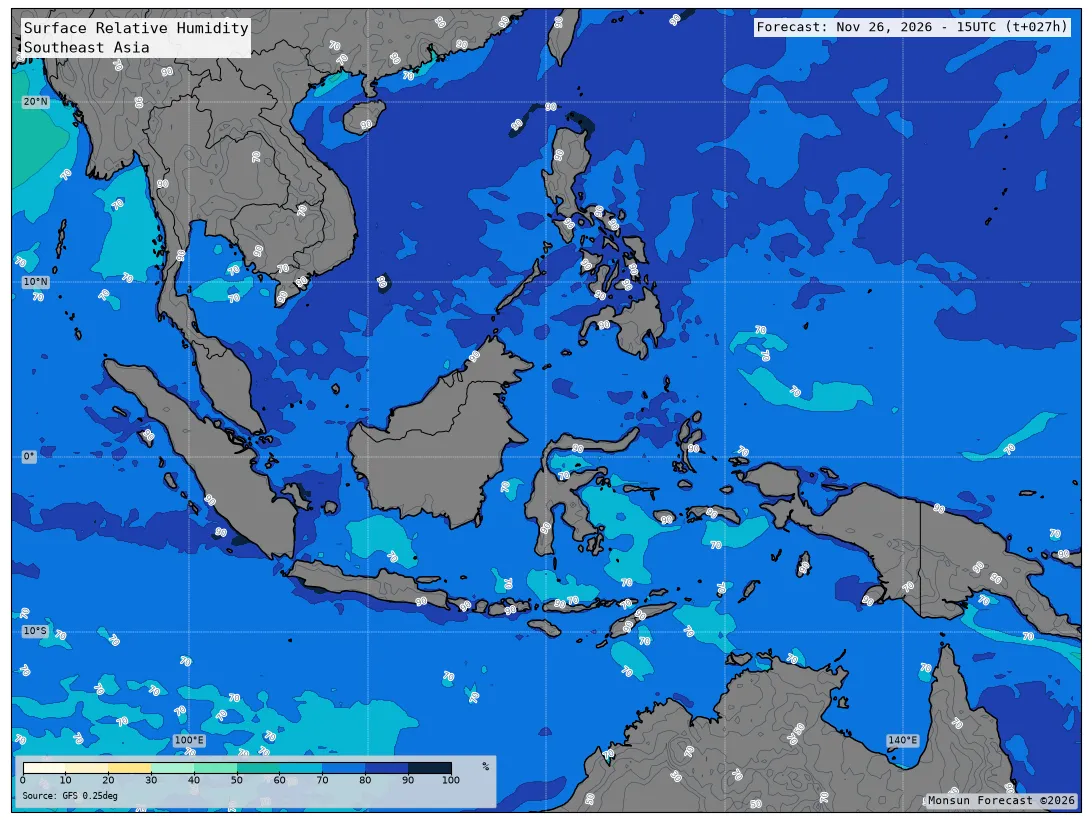 Surface Relative Humidity
Southeast Asia
Forecast: Nov 26, 2026 - 15UTC (t+027h)
20°N
10°N
0°
10°S
100°E
140°E
%
0 10 20 30 40 50 60 70 80 90 100
Source: GFS 0.25deg
Monsun Forecast ©2026